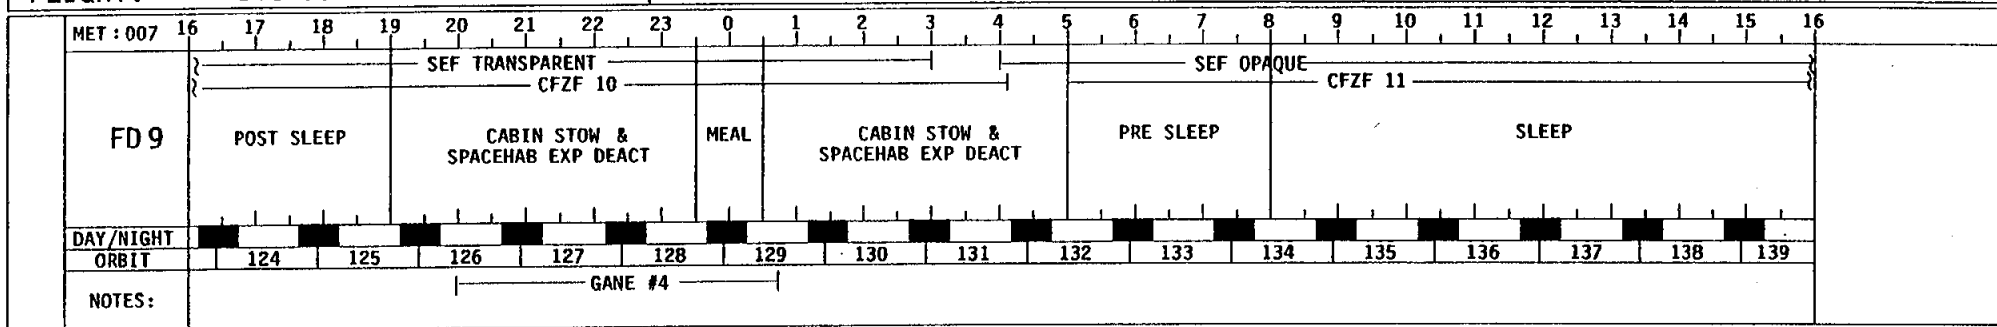 MET : 007 16 17 18 19 20 21 22 23 0 1 2 3 4 5 6 7 8 9 10 11 12 13 14 15 16
SEF TRANSPARENT SEF OPAQUE
CFZF 10 CFZF 11
FD 9 POST SLEEP CABIN STOW & MEAL CABIN STOW & PRE SLEEP SLEEP
SPACEHAB EXP DEACT SPACEHAB EXP DEACT
DAY/NIGHT
ORBIT 124 125 126 127 128 129 130 131 132 133 134 135 136 137 138 139
GANE #4
NOTES: